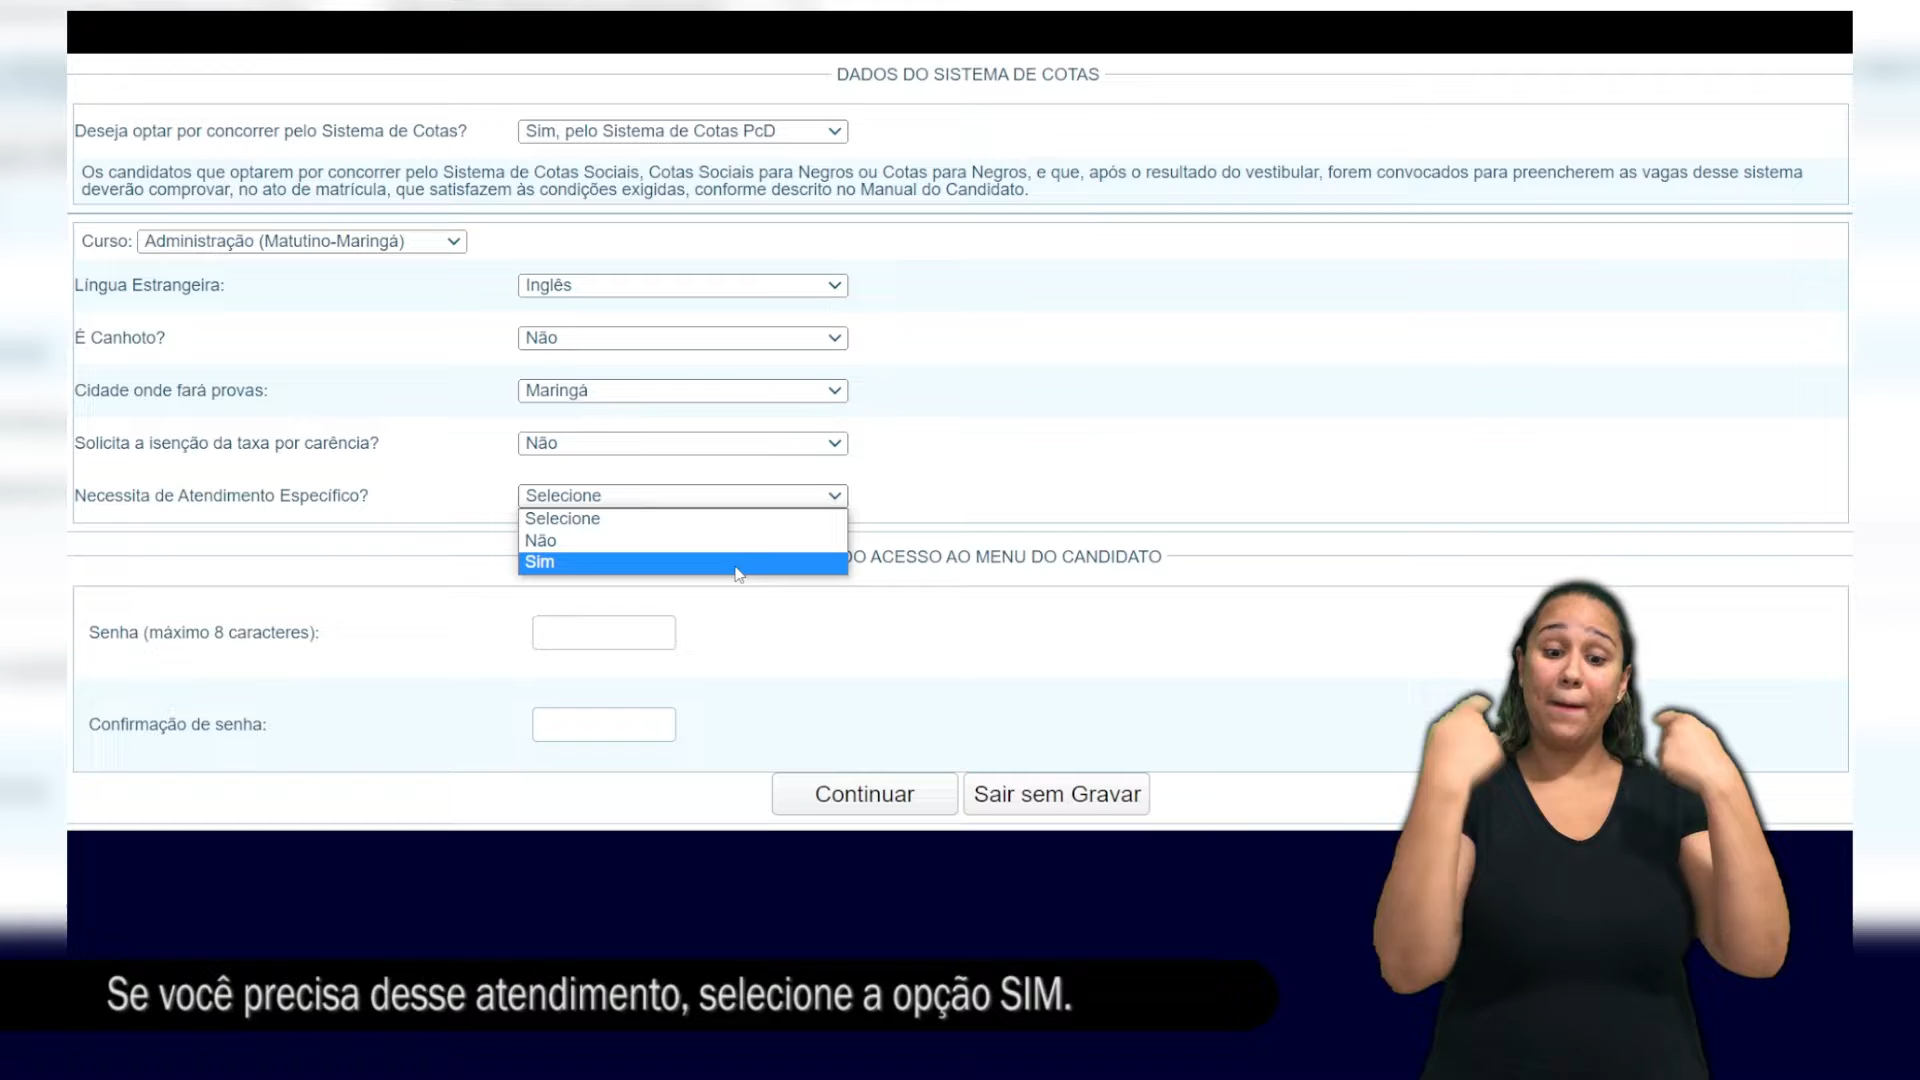 DADOS DO SISTEMA DE COTAS
Deseja optar por concorrer pelo Sistema de Cotas? Sim, pelo Sistema de Cotas PcD
Os candidatos que optarem por concorrer pelo Sistema de Cotas Sociais, Cotas Sociais para Negros ou Cotas para Negros, e que, após o resultado do vestibular, forem convocados para preencherem as vagas desse sistema
deverão comprovar, no ato de matrícula, que satisfazem às condições exigidas, conforme descrito no Manual do Candidato.
Curso: Administração (Matutino-Maringá)
Língua Estrangeira: Inglês
É Canhoto? Não
Cidade onde fará provas: Maringá
Solicita a isenção da taxa por carência? Não
Necessita de Atendimento Específico? Selecione
Selecione
Não
Sim
DO ACESSO AO MENU DO CANDIDATO
Senha (máximo 8 caracteres):
Confirmação de senha:
Continuar Sair sem Gravar
Se você precisa desse atendimento, selecione a opção SIM.